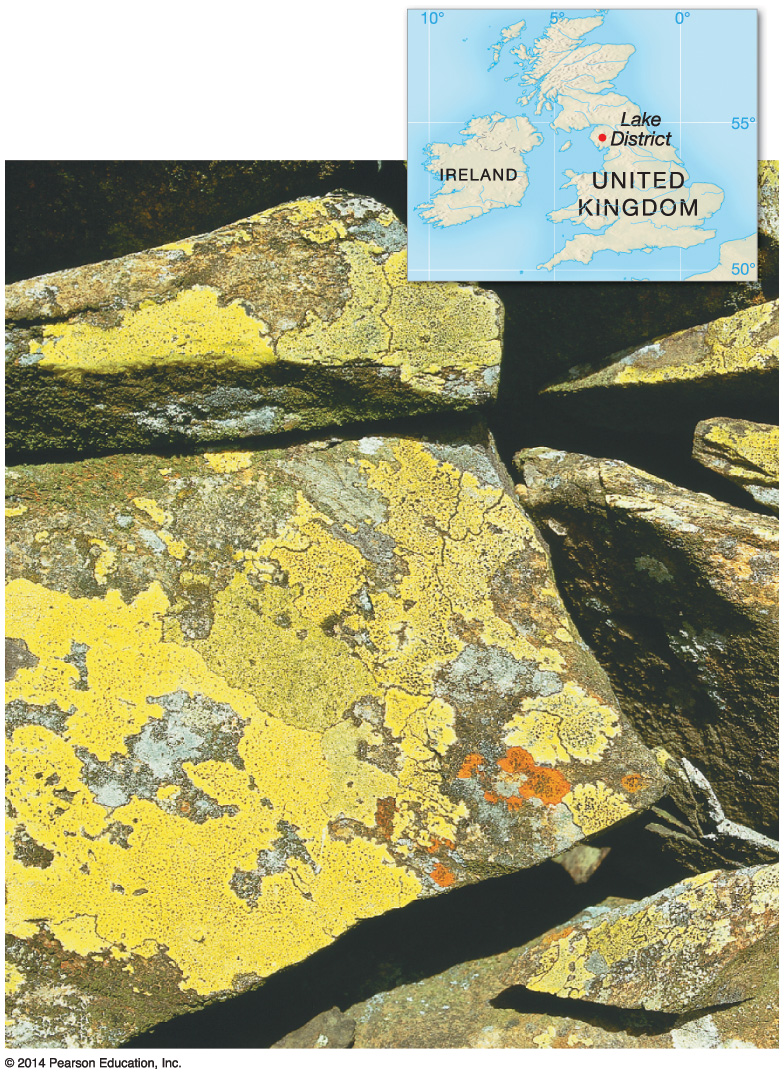 10°
5°
0°
55°
Lake
District
IRELAND
UNITED
KINGDOM
50°
© 2014 Pearson Education, Inc.